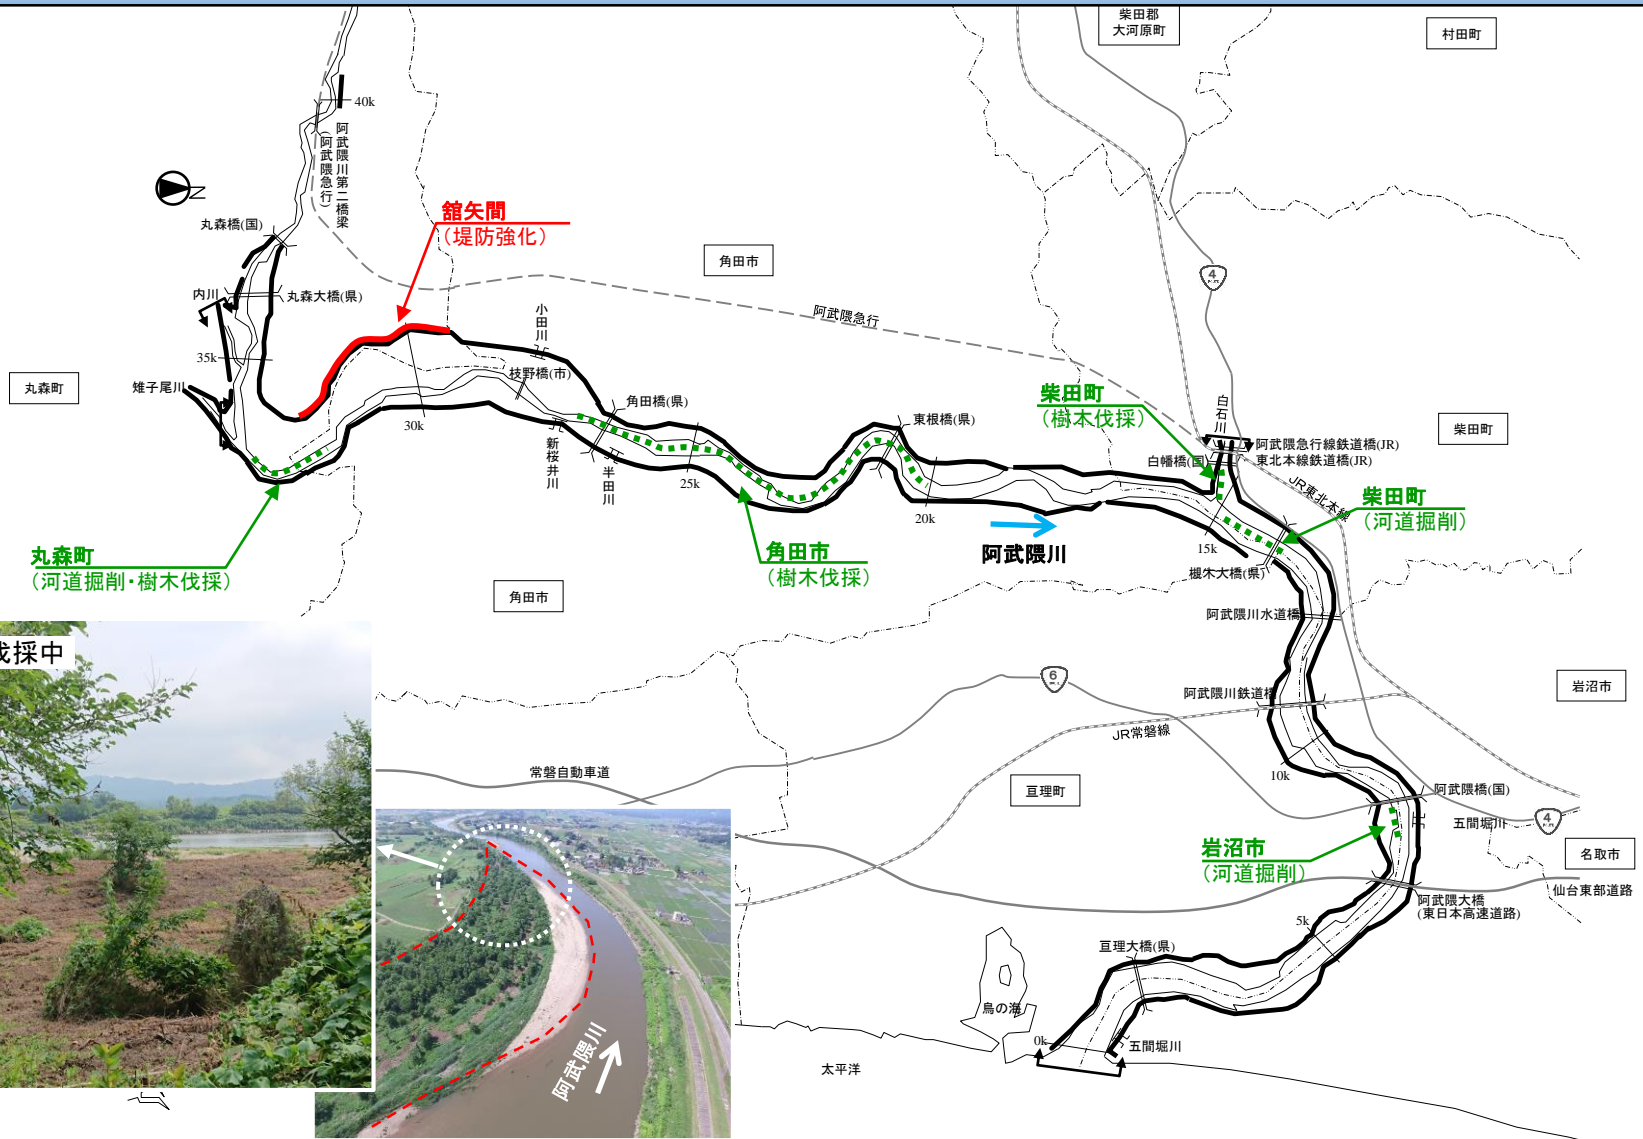 柴田郡
大河原町
村田町
40k
阿武隈川第二橋梁
(阿武隈急行)
N
丸森橋(国)
舘矢間
（堤防強化）
角田市
4
内川
丸森大橋(県)
小田川
阿武隈急行
35k
丸森町
雉子尾川
枝野橋(市)
角田橋(県)
東根橋(県)
柴田町
（樹木伐採）
白石川
柴田町
30k
新桜井川
半田川
25k
20k
白幡橋(国)
阿武隈急行線鉄道橋(JR)
東北本線鉄道橋(JR)
JR東北本線
柴田町
（河道掘削）
丸森町
（河道掘削・樹木伐採）
角田市
（樹木伐採）
阿武隈川
15k
槻木大橋(県)
角田市
阿武隈川水道橋
伐採中
6
阿武隈川鉄道橋
岩沼市
JR常磐線
常磐自動車道
10k
亘理町
阿武隈橋(国)
五間堀川
4
岩沼市
（河道掘削）
名取市
仙台東部道路
阿武隈大橋
(東日本高速道路)
5k
亘理大橋(県)
鳥の海
0k
五間堀川
太平洋
阿武隈川